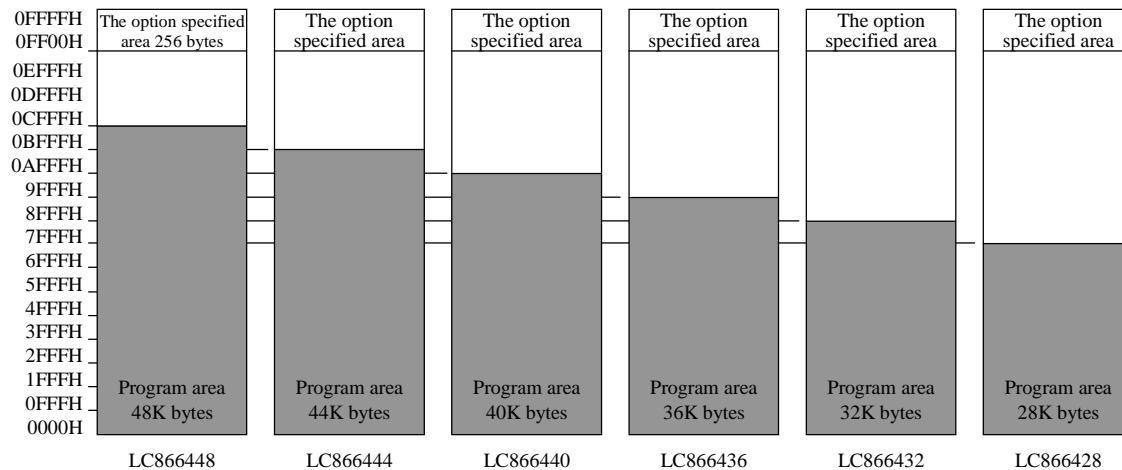 0FFFFH
0FF00H
0EFFFH
0DFFFH
0CFFFH
0BFFFH
0AFFFH
9FFFH
8FFFH
7FFFH
6FFFH
5FFFH
4FFFH
3FFFH
2FFFH
1FFFH
0FFFH
0000H
The option specified
area 256 bytes
Program area
48K bytes
LC866448
The option
specified area
Program area
44K bytes
LC866444
The option
specified area
Program area
40K bytes
LC866440
The option
specified area
Program area
36K bytes
LC866436
The option
specified area
Program area
32K bytes
LC866432
The option
specified area
Program area
28K bytes
LC866428